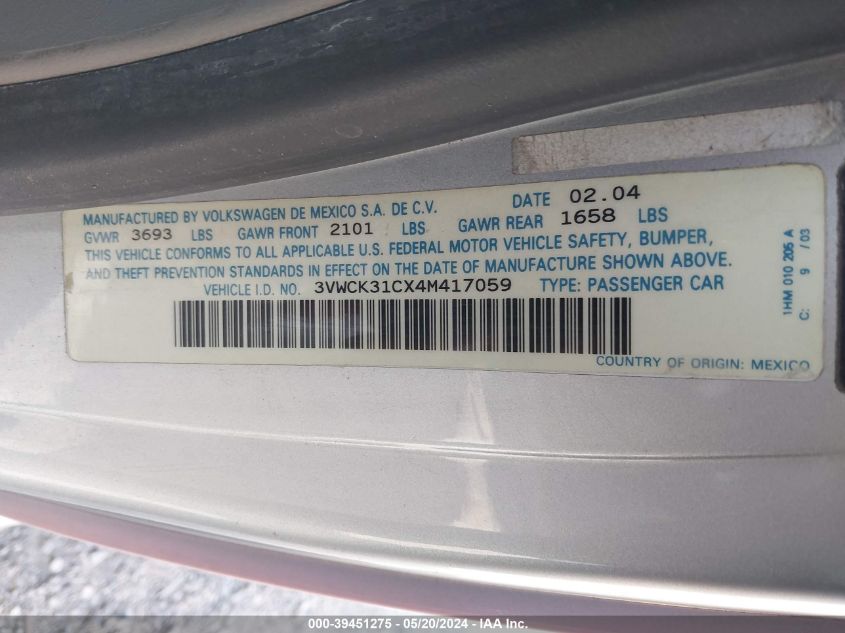 MANUFACTURED BY VOLKSWAGEN DE MEXICO S.A. DE C.V. DATE 02.04
GVWR 3693 LBS GAWR FRONT 2101 LBS GAWR REAR 1658 LBS
THIS VEHICLE CONFORMS TO ALL APPLICABLE U.S. FEDERAL MOTOR VEHICLE SAFETY, BUMPER,
AND THEFT PREVENTION STANDARDS IN EFFECT ON THE DATE OF MANUFACTURE SHOWN ABOVE.
VEHICLE I.D. NO. 3VWCK31CX4M417059 TYPE: PASSENGER CAR
COUNTRY OF ORIGIN: MEXICO
1HM 010 205 A
C: 9 / 03
000-39451275 - 05/20/2024 - IAA Inc.